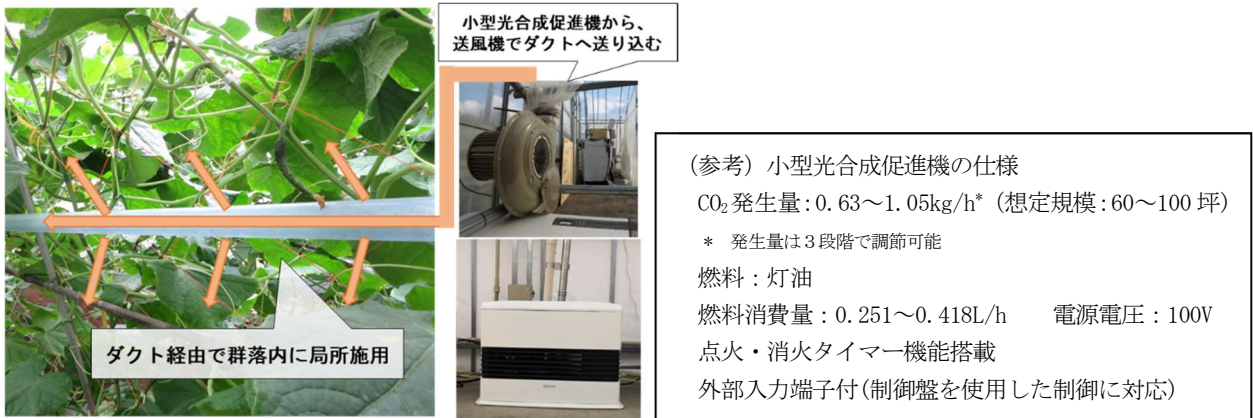 小型光合成促進機から、
送風機でダクトへ送り込む
ダクト経由で群落内に局所施用
(参考) 小型光合成促進機の仕様
CO₂発生量:0.63～1.05kg/h* (想定規模:60～100 坪)
* 発生量は３段階で調節可能
燃料：灯油
燃料消費量：0.251～0.418L/h 電源電圧：100V
点火・消火タイマー機能搭載
外部入力端子付(制御盤を使用した制御に対応)